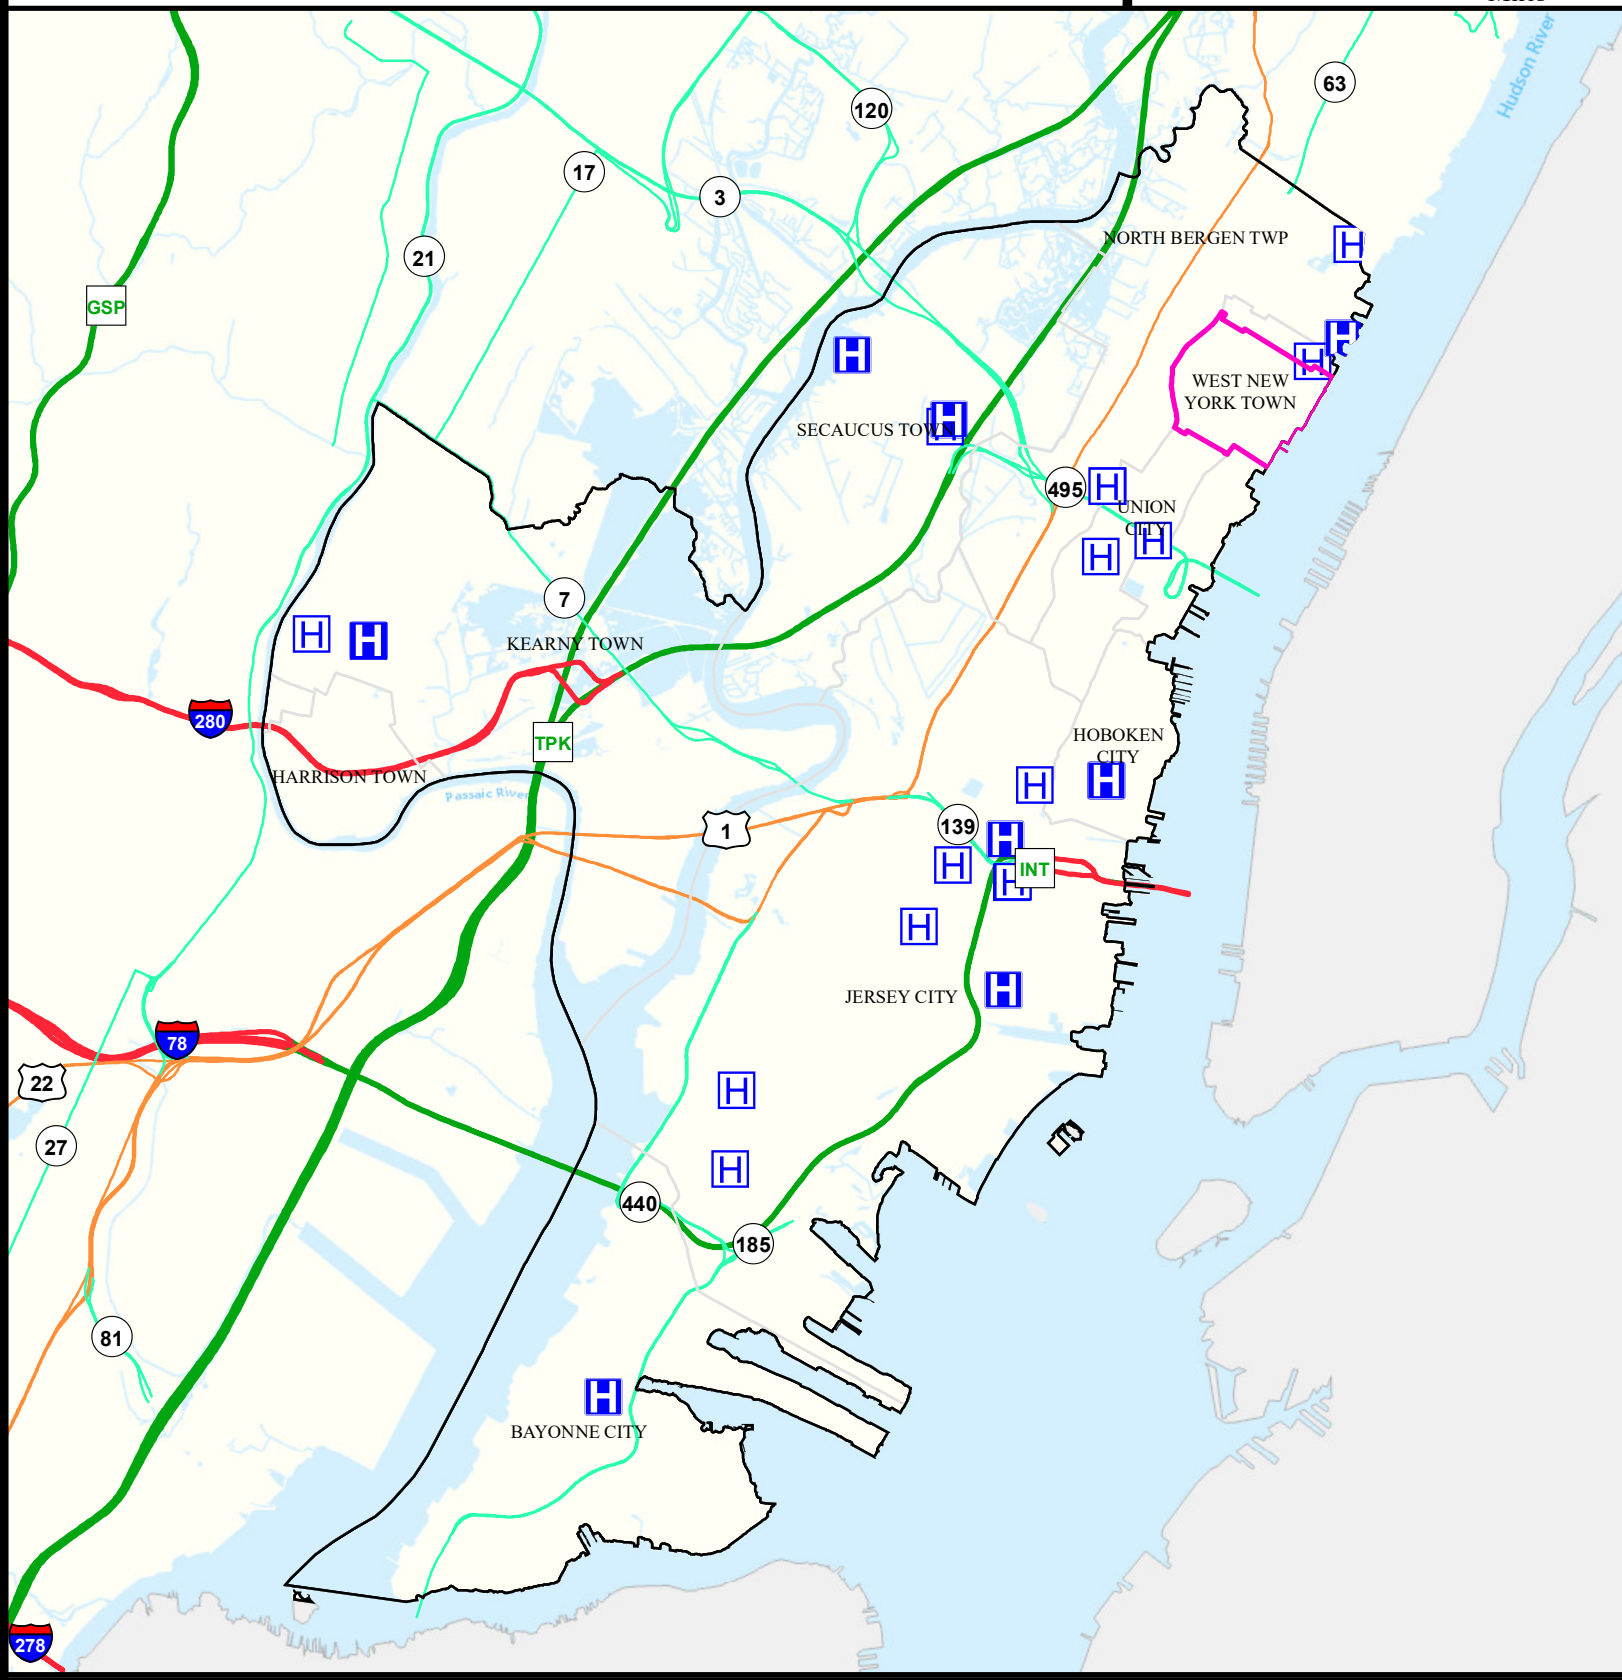 Hudson River
63
120
17
3
21
NORTH BERGEN TWP
H
GSP
H
H
H
WEST NEW
YORK TOWN
H
SECAUCUS TOWN
495
H
UNION
CITY
H
H
7
H
H
KEARNY TOWN
280
TPK
HOBOKEN
CITY
HARRISON TOWN
H
H
Passaic River
1
139
H
H
INT
H
H
JERSEY CITY
H
78
22
H
27
H
440
185
81
H
BAYONNE CITY
278